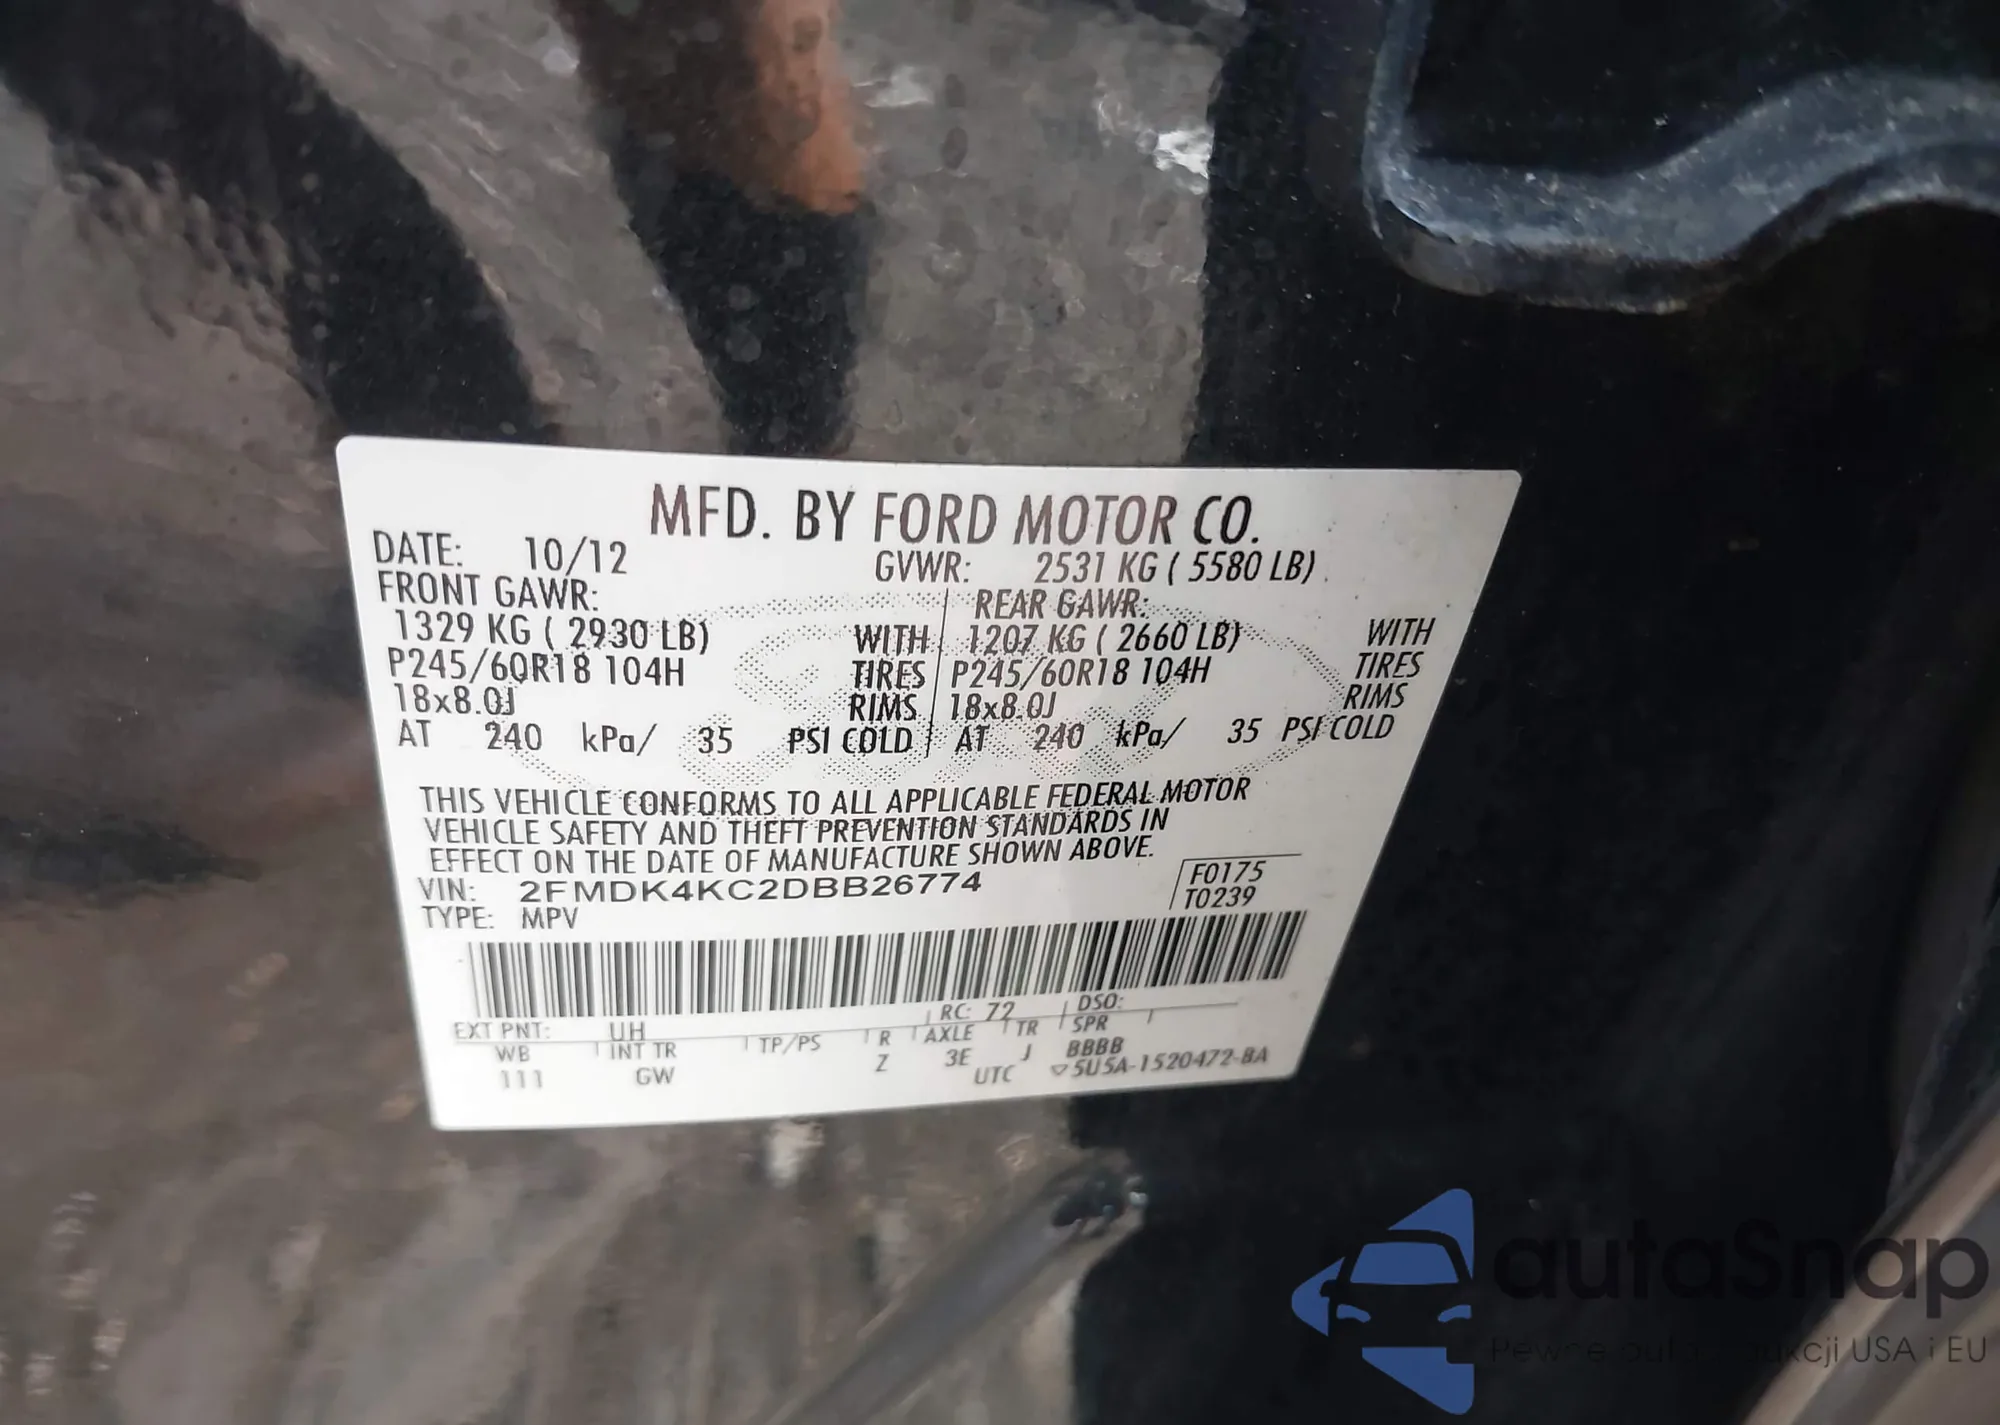 MFD. BY FORD MOTOR CO.
DATE: 10/12 GVWR: 2531 KG ( 5580 LB)
FRONT GAWR: REAR GAWR:
1329 KG ( 2930 LB) WITH 1207 KG ( 2660 LB) WITH
P245/60R18 104H TIRES P245/60R18 104H TIRES
18x8.0J RIMS 18x8.0J RIMS
AT 240 kPa/ 35 PSI COLD AT 240 kPa/ 35 PSI COLD
THIS VEHICLE CONFORMS TO ALL APPLICABLE FEDERAL MOTOR
VEHICLE SAFETY AND THEFT PREVENTION STANDARDS IN
EFFECT ON THE DATE OF MANUFACTURE SHOWN ABOVE.
VIN: 2FMDK4KC2DBB26774 F0175
TYPE: MPV T0239
EXT PNT: UH RC: 72 DSO:
WB INT TR TP/PS R AXLE TR SPR
111 GW Z 3E J BBBB
UTC ▽5U5A-1520472-BA
autaSnap
Pewne auta aukcji USA i EU